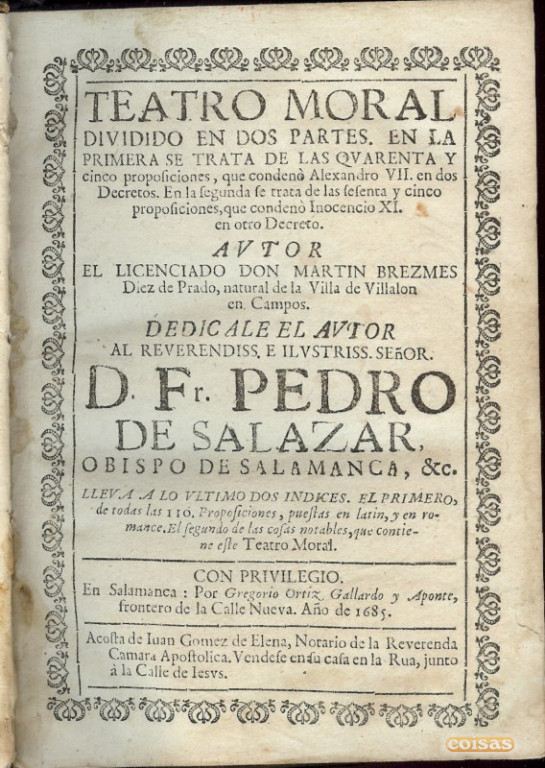 TEATRO MORAL
DIVIDIDO EN DOS PARTES. EN LA
PRIMERA SE TRATA DE LAS QVARENTA Y
cinco proposiciones, que condenò Alexandro VII. en dos
Decretos. En la segunda se trata de las sesenta y cinco
proposiciones, que condenò Inocencio XI.
en otro Decreto.
AVTOR
EL LICENCIADO DON MARTIN BREZMES
Diez de Prado, natural de la Villa de Villalon
en Campos.
DEDICALE EL AVTOR
AL REVERENDISS. E ILVSTRISS. SEñOR.
D. Fr. PEDRO
DE SALAZAR,
OBISPO DE SALAMANCA, &c.
LLEVA A LO VLTIMO DOS INDICES. EL PRIMERO,
de todas las 110. Proposiciones, puestas en latin, y en ro-
mance. El segundo de las cosas notables, que contie-
ne este Teatro Moral.
CON PRIVILEGIO.
En Salamanca: Por Gregorio Ortiz Gallardo y Aponte,
frontero de la Calle Nueva. Año de 1685.
Acosta de Iuan Gomez de Elena, Notario de la Reverenda
Camara Apostolica. Vendese en su casa en la Rua, junto
à la Calle de Iesvs.
coisas